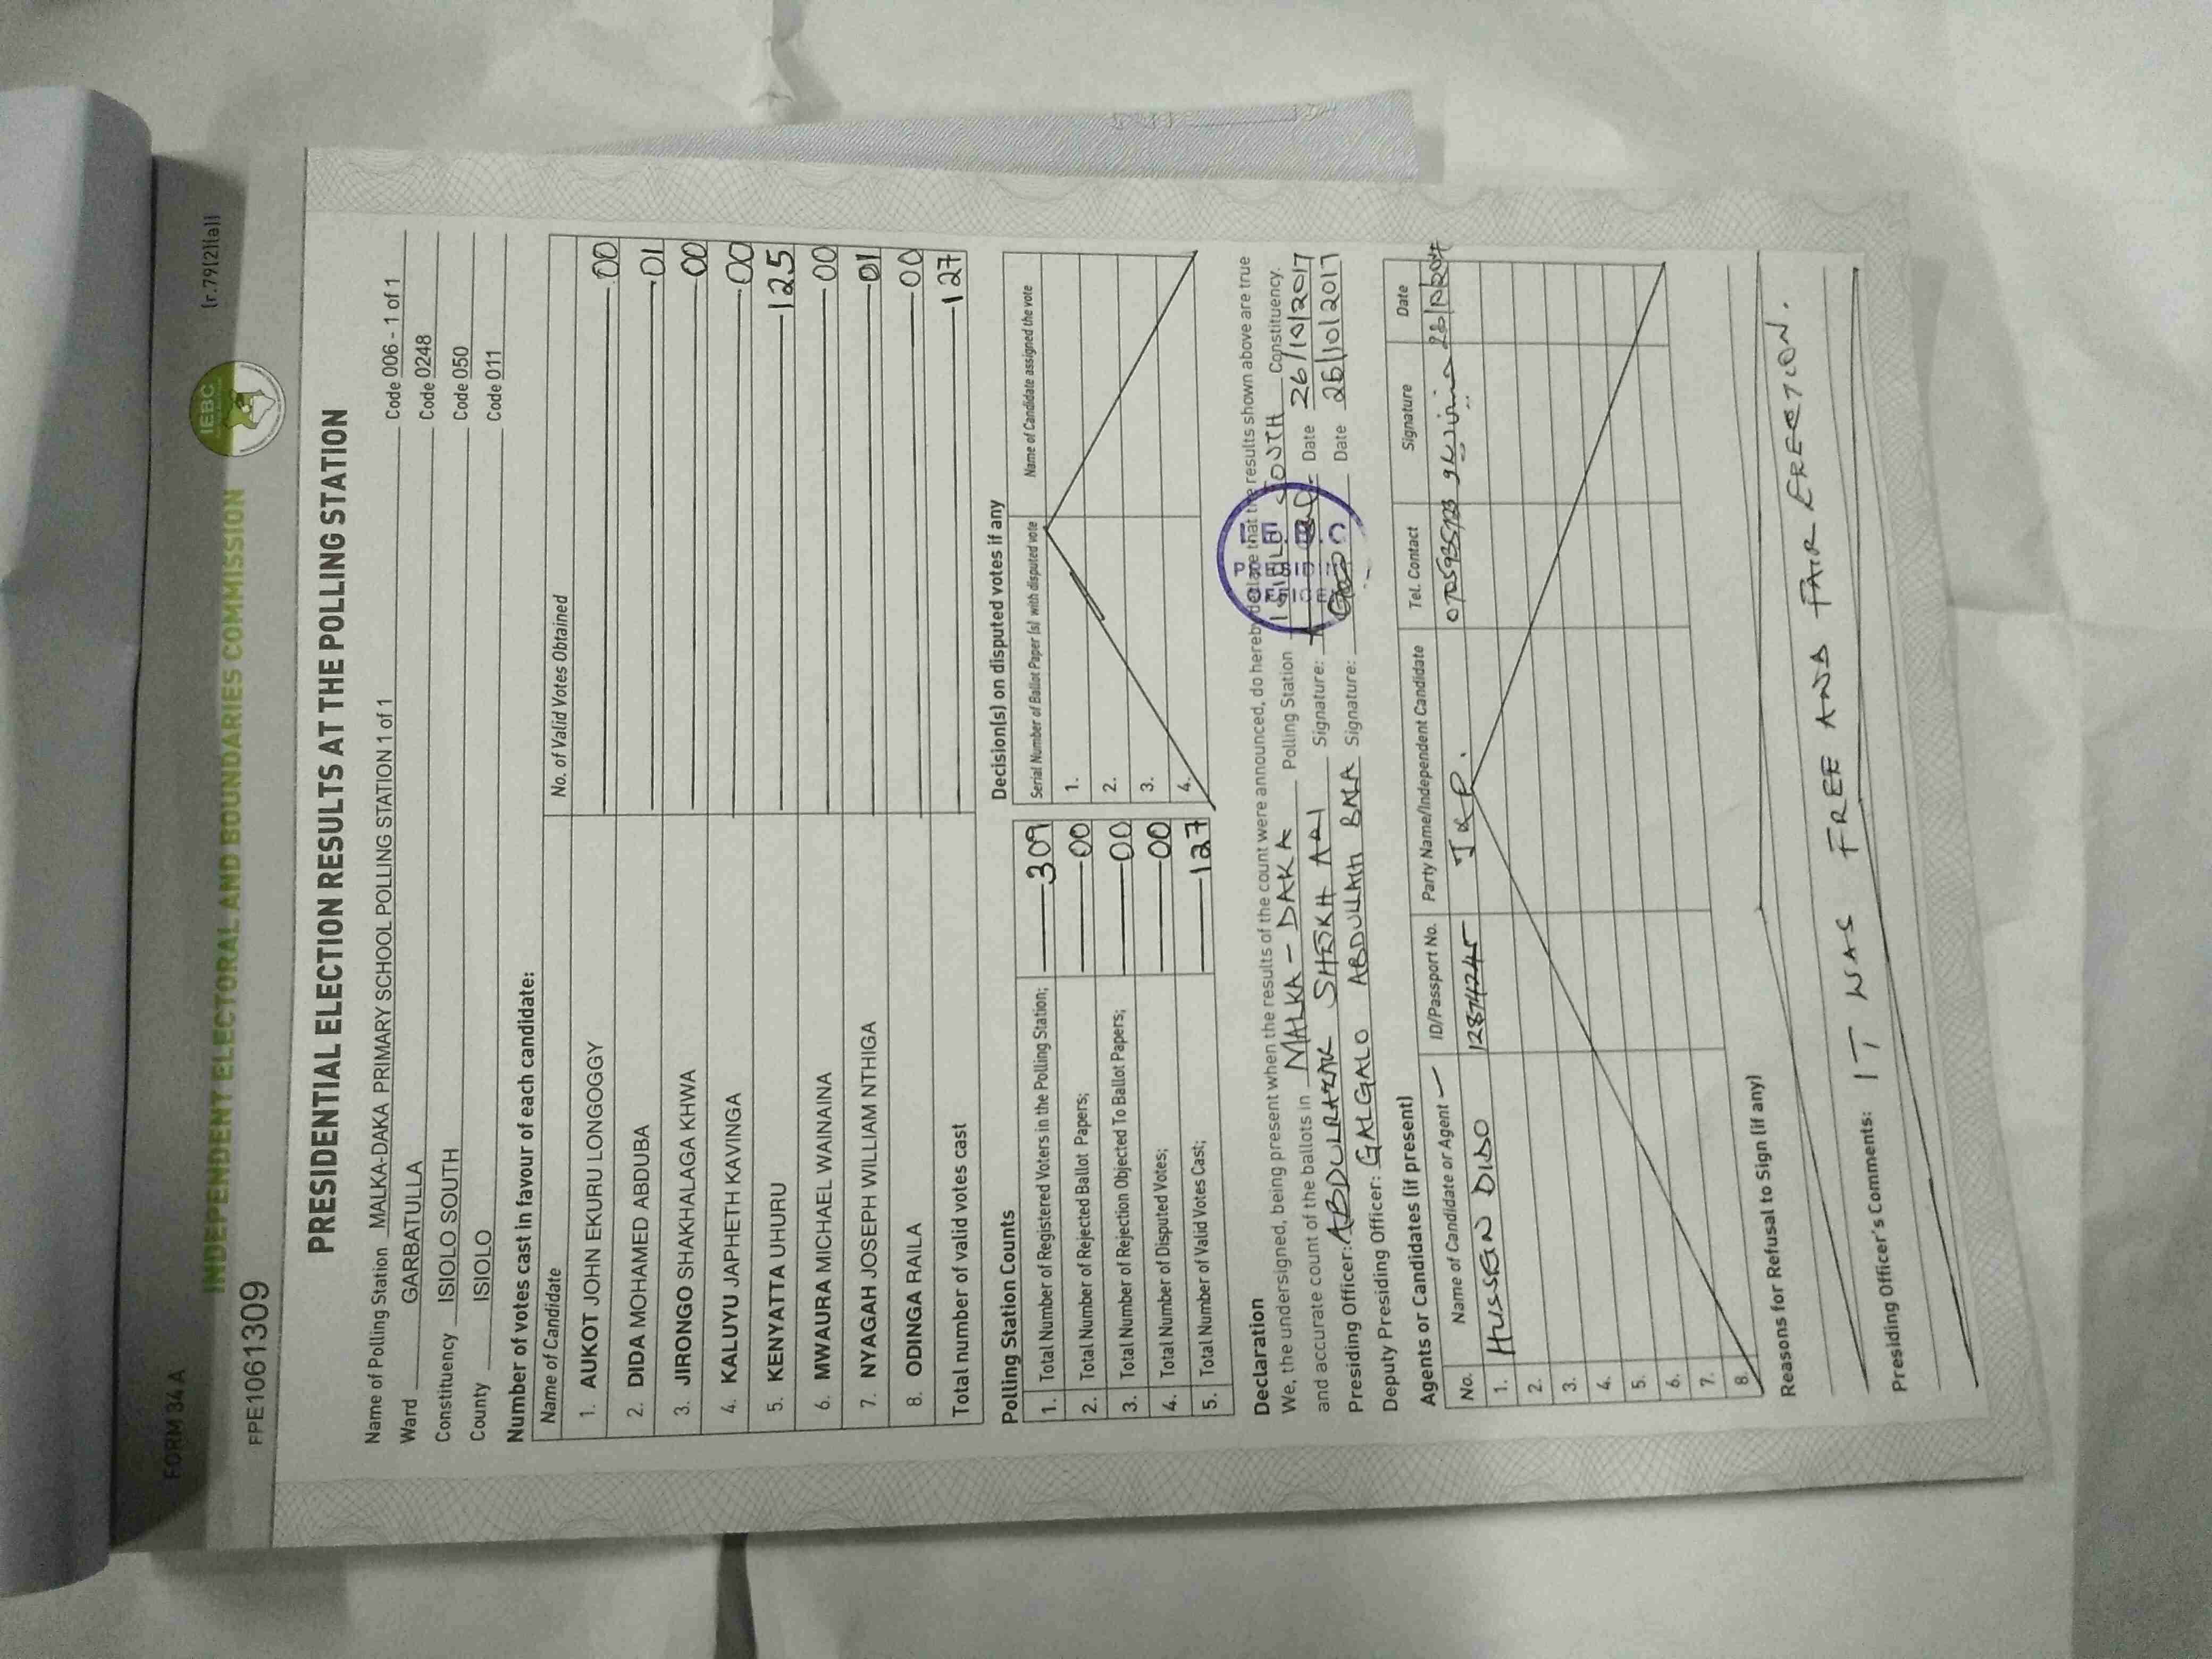 FORM 34A
INDEPENDENT ELECTORAL AND BOUNDARIES COMMISSION
IEBC
(r.79(2)(a))
FPE1061309
PRESIDENTIAL ELECTION RESULTS AT THE POLLING STATION
Name of Polling Station MALKA-DAKA PRIMARY SCHOOL POLLING STATION 1 of 1 Code 006 - 1 of 1
Ward GARBATULLA Code 0248
Constituency ISIOLO SOUTH Code 050
County ISIOLO Code 011
Number of votes cast in favour of each candidate:
Name of Candidate No. of Valid Votes Obtained
1. AUKOT JOHN EKURU LONGOGGY 00
2. DIDA MOHAMED ABDUBA 01
3. JIRONGO SHAKHALAGA KHWA 00
4. KALUYU JAPHETH KAVINGA 00
5. KENYATTA UHURU 125
6. MWAURA MICHAEL WAINAINA 00
7. NYAGAH JOSEPH WILLIAM NTHIGA 01
8. ODINGA RAILA 00
Total number of valid votes cast 127
Polling Station Counts
1. Total Number of Registered Voters in the Polling Station; 309
2. Total Number of Rejected Ballot Papers; 00
3. Total Number of Rejection Objected To Ballot Papers; 00
4. Total Number of Disputed Votes; 00
5. Total Number of Valid Votes Cast; 127
Decision(s) on disputed votes if any
Serial Number of Ballot Paper (s) with disputed vote Name of Candidate assigned the vote
1.
2.
3.
4.
Declaration
We, the undersigned, being present when the results of the count were announced, do hereby declare that the results shown above are true
and accurate count of the ballots in MALKA-DAKA Polling Station ISIOLO SOUTH Constituency.
Presiding Officer: ABDULRAZAK SHEKH Signature: Date 26/10/2017
Deputy Presiding Officer: GALGALO ABDULLAHI BALA Signature: Date 26/10/2017
Agents or Candidates (if present)
No. Name of Candidate or Agent ID/Passport No. Party Name/Independent Candidate Tel. Contact Signature Date
1. HUSSEIN DIDO 12874245
2.
3.
4.
5.
6.
7.
8.
Reasons for Refusal to Sign (if any)
Presiding Officer's Comments: IT WAS FREE AND FAIR ERECTION.